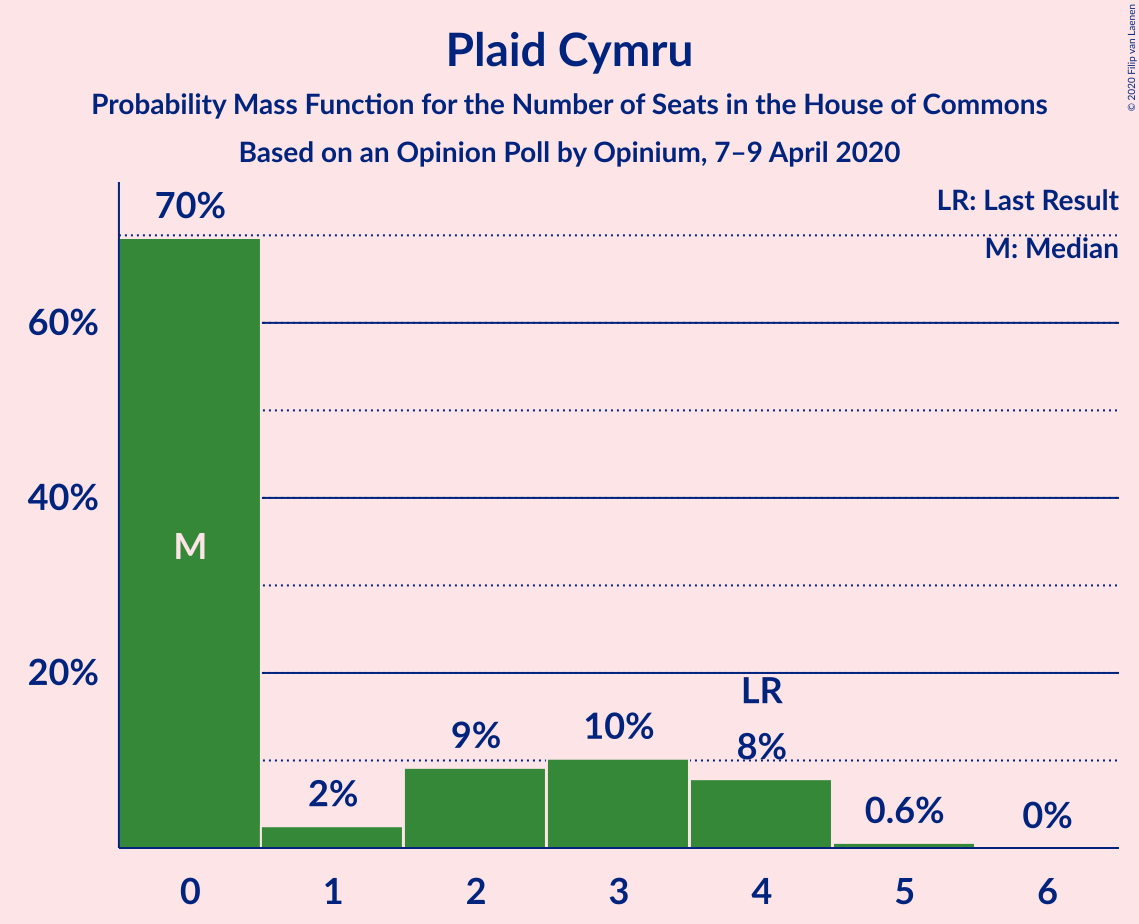 Plaid Cymru
Probability Mass Function for the Number of Seats in the House of Commons
Based on an Opinion Poll by Opinium, 7–9 April 2020
© 2020 Filip van Laenen
LR: Last Result
M: Median
70%
60%
40%
20%
M
2%
9%
10%
LR
8%
0.6%
0%
0 1 2 3 4 5 6